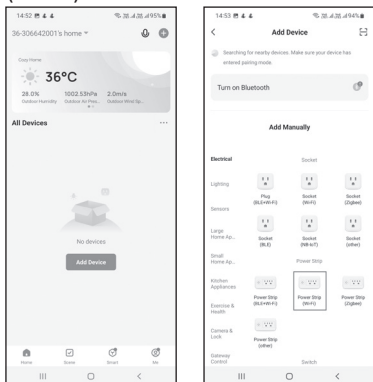 14:52
95%
36-306642001's home
Cozy Home
36°C
28.0% 1002.53hPa 2.0m/s
Outdoor Humidity Outdoor Air Pres... Outdoor Wind Sp...
All Devices ...
No devices
Add Device
Home Scene Smart Me
14:53
94%
Add Device
Searching for nearby devices. Make sure your device has
entered pairing mode.
Turn on Bluetooth
Add Manually
Electrical
Socket
Lighting
Plug
(BLE+Wi-Fi)
Socket
(Wi-Fi)
Socket
(Zigbee)
Sensors
Large
Home Ap...
Socket
(BLE)
Socket
(NB-IoT)
Socket
(other)
Small
Home Ap...
Power Strip
Kitchen
Appliances
Power Strip
(BLE+Wi-Fi)
Power Strip
(Wi-Fi)
Power Strip
(Zigbee)
Exercise &
Health
Camera &
Lock
Power Strip
(other)
Gateway
Control
Switch